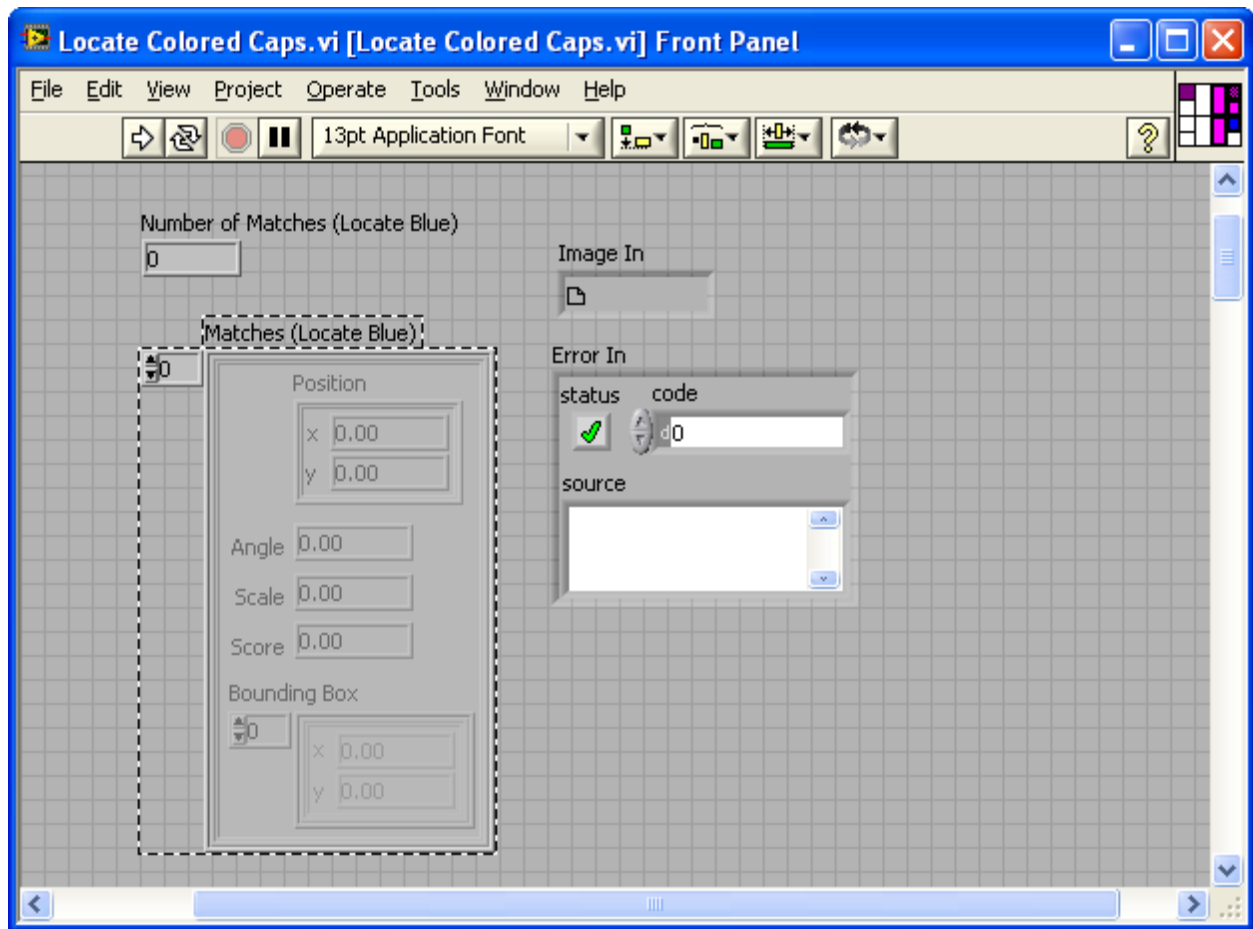 Locate Colored Caps.vi [Locate Colored Caps.vi] Front Panel
File Edit View Project Operate Tools Window Help
13pt Application Font
Number of Matches (Locate Blue)
0
Image In
Matches (Locate Blue)
0
Position
x 0.00
y 0.00
Angle 0.00
Scale 0.00
Score 0.00
Bounding Box
0
x 0.00
y 0.00
Error In
status code
d 0
source